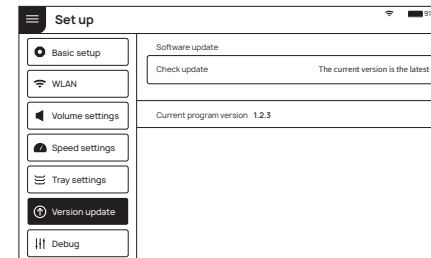 Set up
91
Basic setup
WLAN
Volume settings
Speed settings
Tray settings
Version update
Debug
Software update
Check update The current version is the latest
Current program version 1.2.3